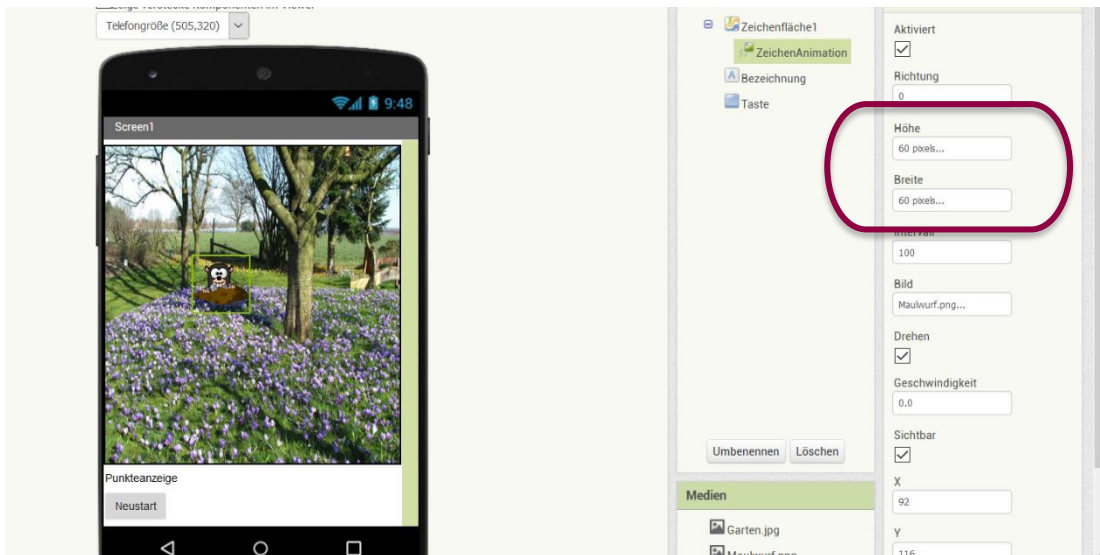 Telefongröße (505,320)
9:48
Screen1
Punkteanzeige
Neustart
Zeichenfläche1
ZeichenAnimation
Bezeichnung
Taste
Umbenennen Löschen
Medien
Garten.jpg
Maulwurf.png
Aktiviert
Richtung
0
Höhe
60 pixels...
Breite
60 pixels...
Intervall
100
Bild
Maulwurf.png...
Drehen
Geschwindigkeit
0.0
Sichtbar
X
92
Y
116